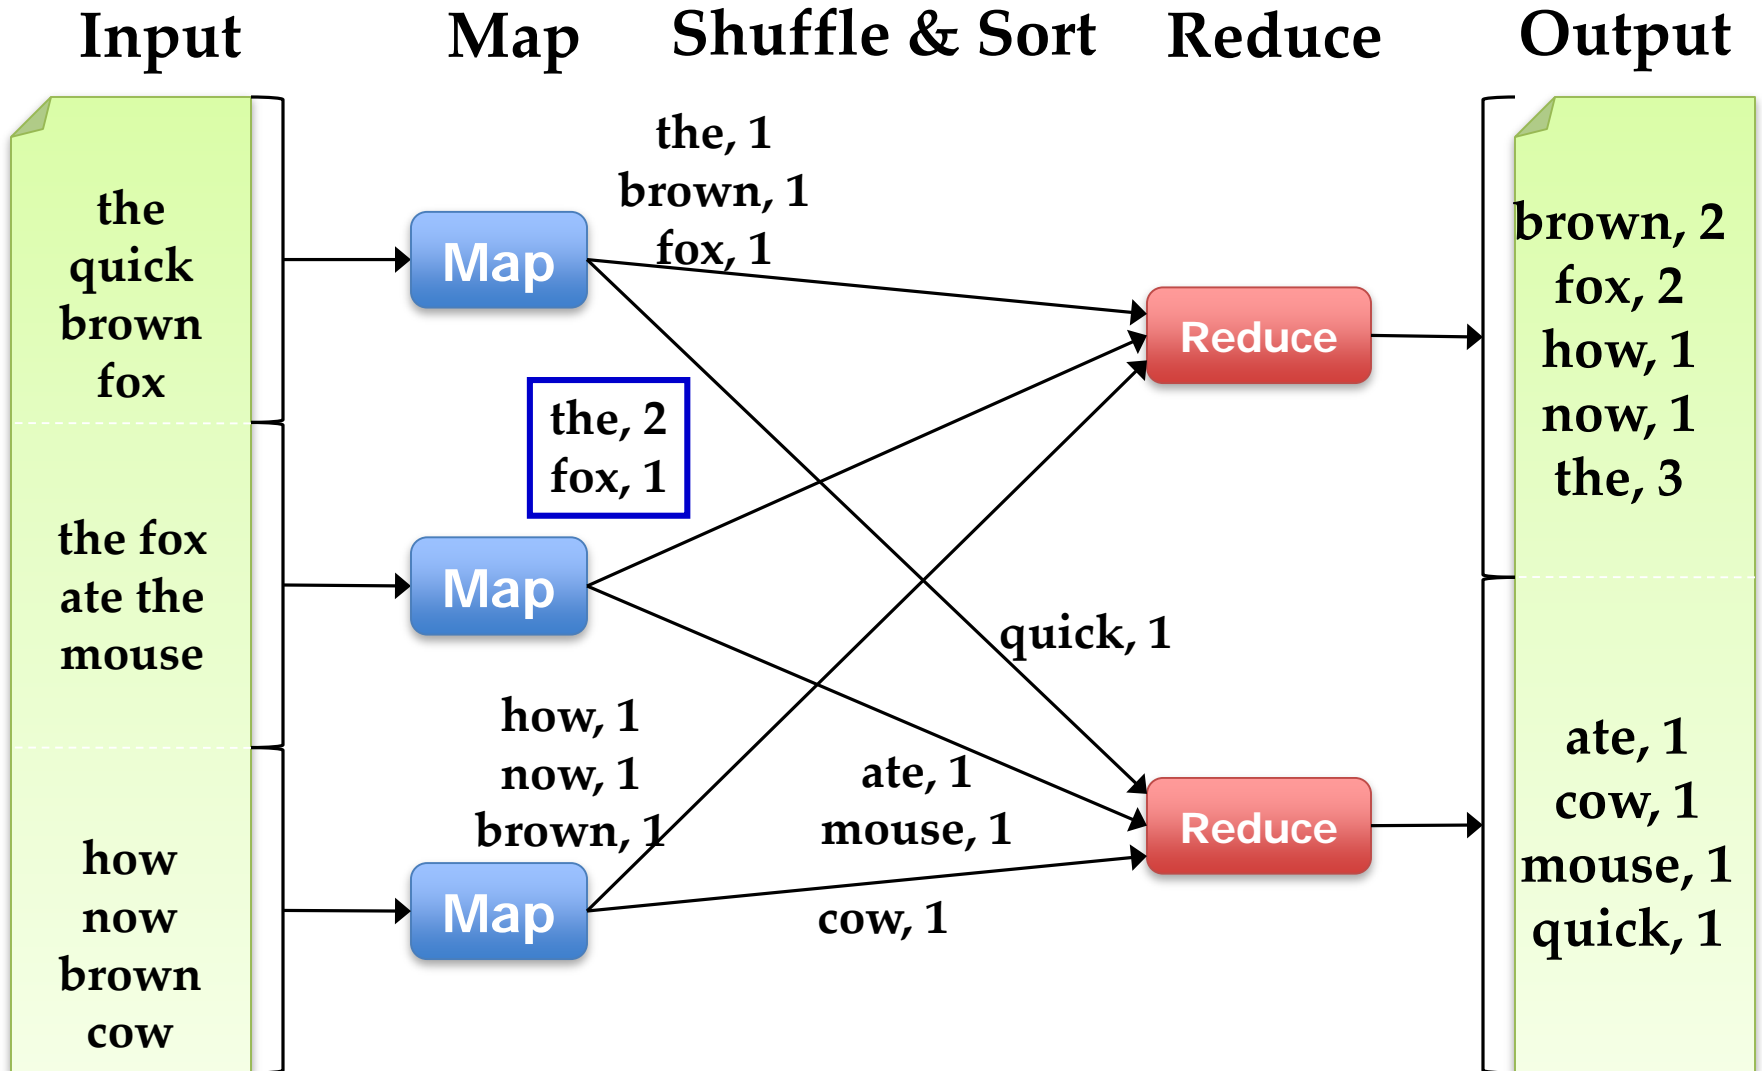 Input
Map
Shuffle & Sort
Reduce
Output
the
quick
brown
fox
the fox
ate the
mouse
how
now
brown
cow
Map
Map
Map
the, 1
brown, 1
fox, 1
the, 2
fox, 1
how, 1
now, 1
brown, 1
quick, 1
ate, 1
mouse, 1
cow, 1
Reduce
Reduce
brown, 2
fox, 2
how, 1
now, 1
the, 3
ate, 1
cow, 1
mouse, 1
quick, 1